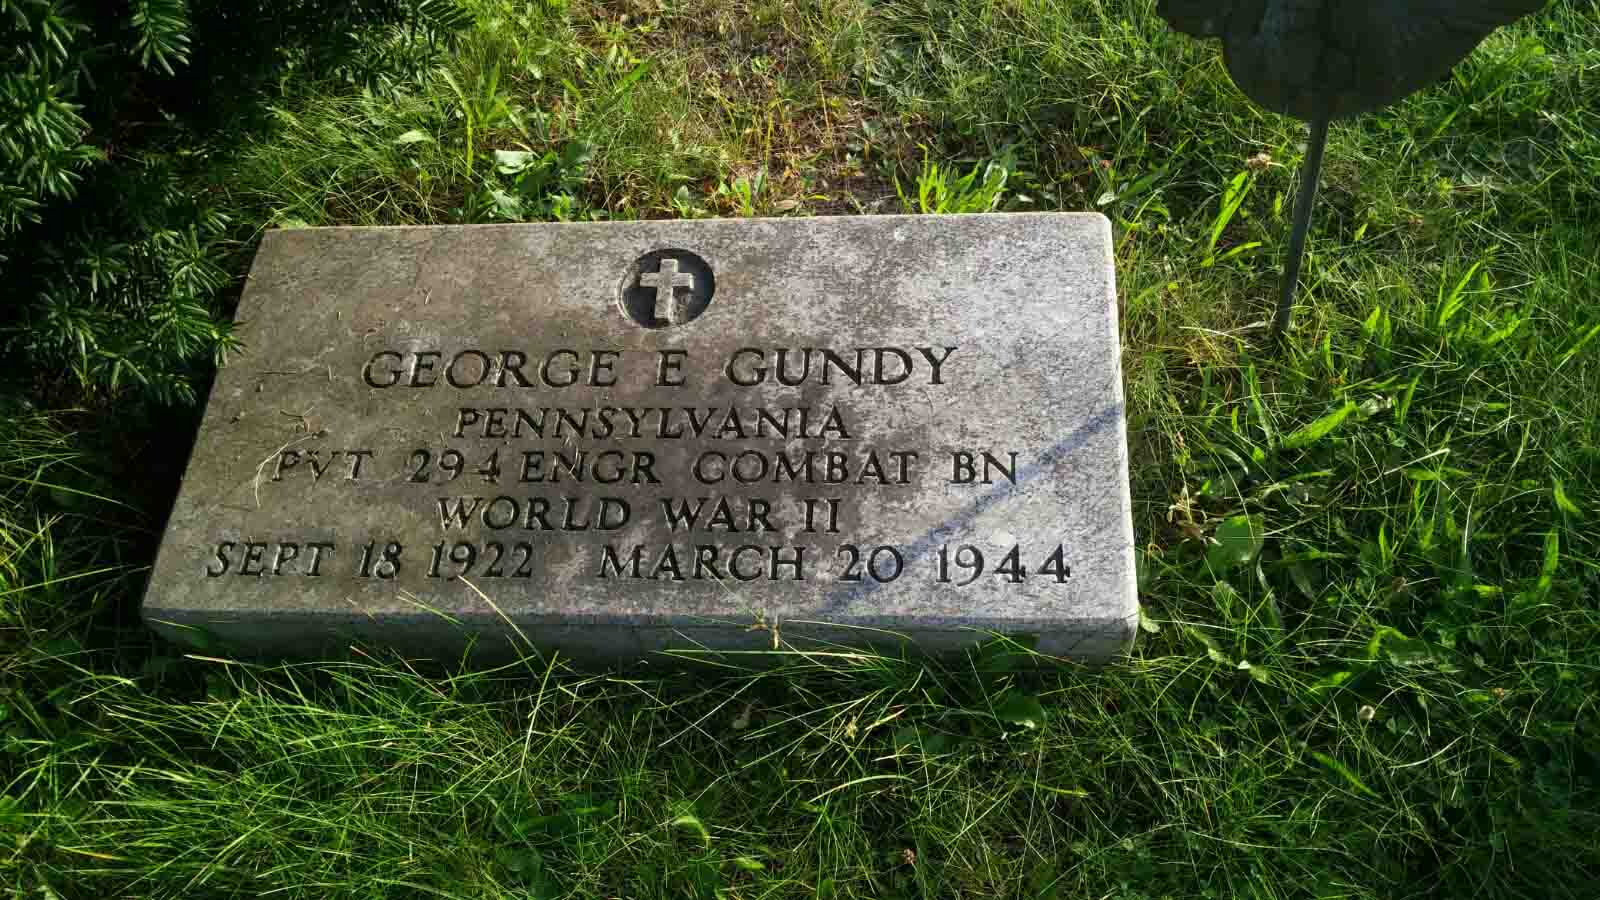 GEORGE E GUNDY
PENNSYLVANIA
PVT 294 ENGR COMBAT BN
WORLD WAR II
SEPT 18 1922 MARCH 20 1944